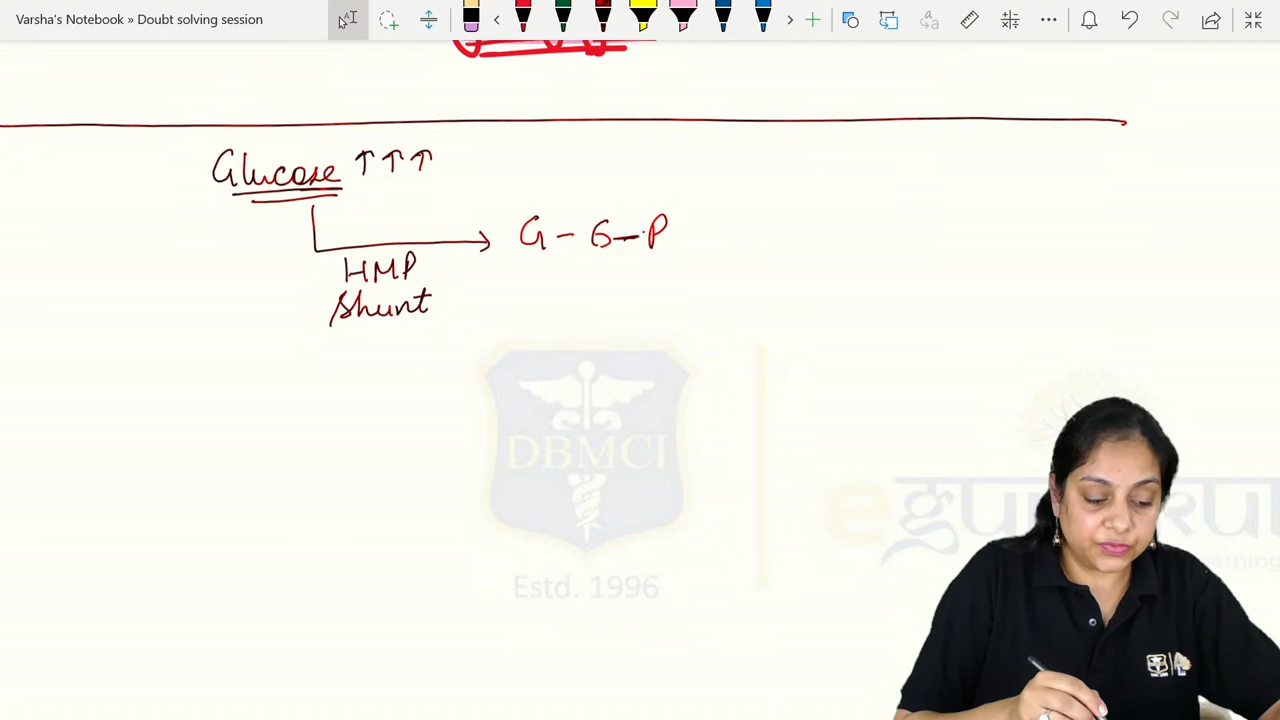 Varsha's Notebook » Doubt solving session
Glucose ↑↑↑
G - 6 - P
HMP
Shunt
DBMCI
Estd. 1996